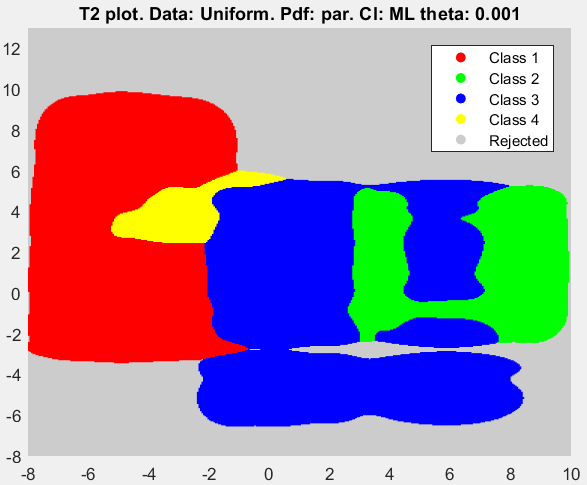 T2 plot. Data: Uniform. Pdf: par. Cl: ML theta: 0.001
12
10
8
6
4
2
0
-2
-4
-6
-8
Class 1
Class 2
Class 3
Class 4
Rejected
-8 -6 -4 -2 0 2 4 6 8 10